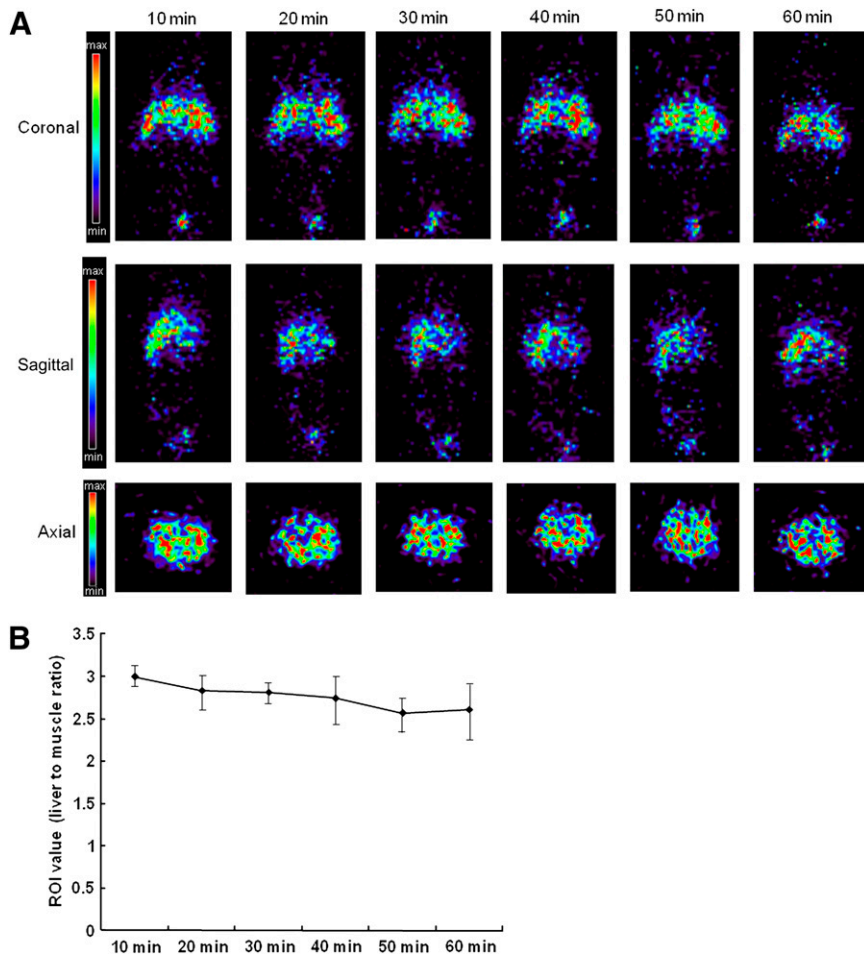 A
10 min 20 min 30 min 40 min 50 min 60 min
max
Coronal
min
max
Sagittal
min
max
Axial
min
B
ROI value (liver to muscle ratio)
3.5
3
2.5
2
1.5
1
0.5
0
10 min 20 min 30 min 40 min 50 min 60 min